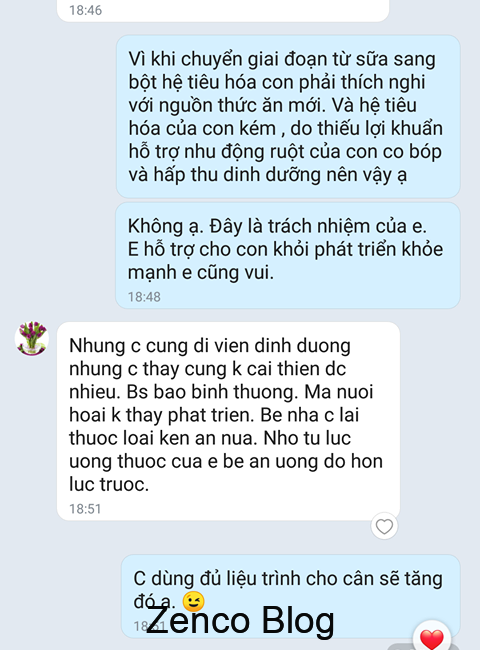 18:46
Vì khi chuyển giai đoạn từ sữa sang
bột hệ tiêu hóa con phải thích nghi
với nguồn thức ăn mới. Và hệ tiêu
hóa của con kém , do thiếu lợi khuẩn
hỗ trợ nhu động ruột của con co bóp
và hấp thu dinh dưỡng nên vậy ạ
Không ạ. Đây là trách nhiệm của e.
E hỗ trợ cho con khỏi phát triển khỏe
mạnh e cũng vui.
18:48
Nhung c cung di vien dinh duong
nhung c thay cung k cai thien dc
nhieu. Bs bao binh thuong. Ma nuoi
hoai k thay phat trien. Be nha c lai
thuoc loai ken an nua. Nho tu luc
uong thuoc cua e be an uong do hon
luc truoc.
18:51
C dùng đủ liệu trình cho cân sẽ tăng
đó ạ. 😉
18:51
Zenco Blog